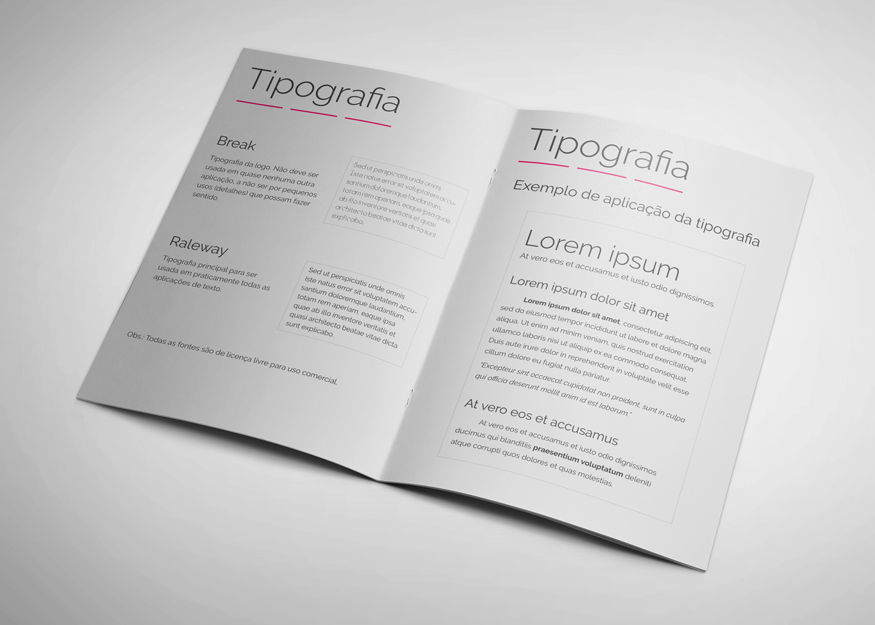 Tipografia
Break
Tipografia da logo. Não deve ser
usada em quase nenhuma outra
aplicação, a não ser por pequenos
usos (detalhes) que possam fazer
sentido.
Sed ut perspiciatis unde omnis
iste natus error sit voluptatem accu-
santium doloremque laudantium,
totam rem aperiam, eaque ipsa quae
ab illo inventore veritatis et quasi
architecto beatae vitae dicta sunt
explicabo.
Raleway
Tipografia principal para ser
usada em praticamente todas as
aplicações de texto.
Sed ut perspiciatis unde omnis
iste natus error sit voluptatem accu-
santium doloremque laudantium,
totam rem aperiam, eaque ipsa
quae ab illo inventore veritatis et
quasi architecto beatae vitae dicta
sunt explicabo.
Obs.: Todas as fontes são de licença livre para uso comercial.
Tipografia
Exemplo de aplicação da tipografia
Lorem ipsum
At vero eos et accusamus et iusto odio dignissimos
Lorem ipsum dolor sit amet
Lorem ipsum dolor sit amet, consectetur adipiscing elit,
sed do eiusmod tempor incididunt ut labore et dolore magna
aliqua. Ut enim ad minim veniam, quis nostrud exercitation
ullamco laboris nisi ut aliquip ex ea commodo consequat.
Duis aute irure dolor in reprehenderit in voluptate velit esse
cillum dolore eu fugiat nulla pariatur.
"Excepteur sint occaecat cupidatat non proident, sunt in culpa
qui officia deserunt mollit anim id est laborum."
At vero eos et accusamus
At vero eos et accusamus et iusto odio dignissimos
ducimus qui blanditiis praesentium voluptatum deleniti
atque corrupti quos dolores et quas molestias.